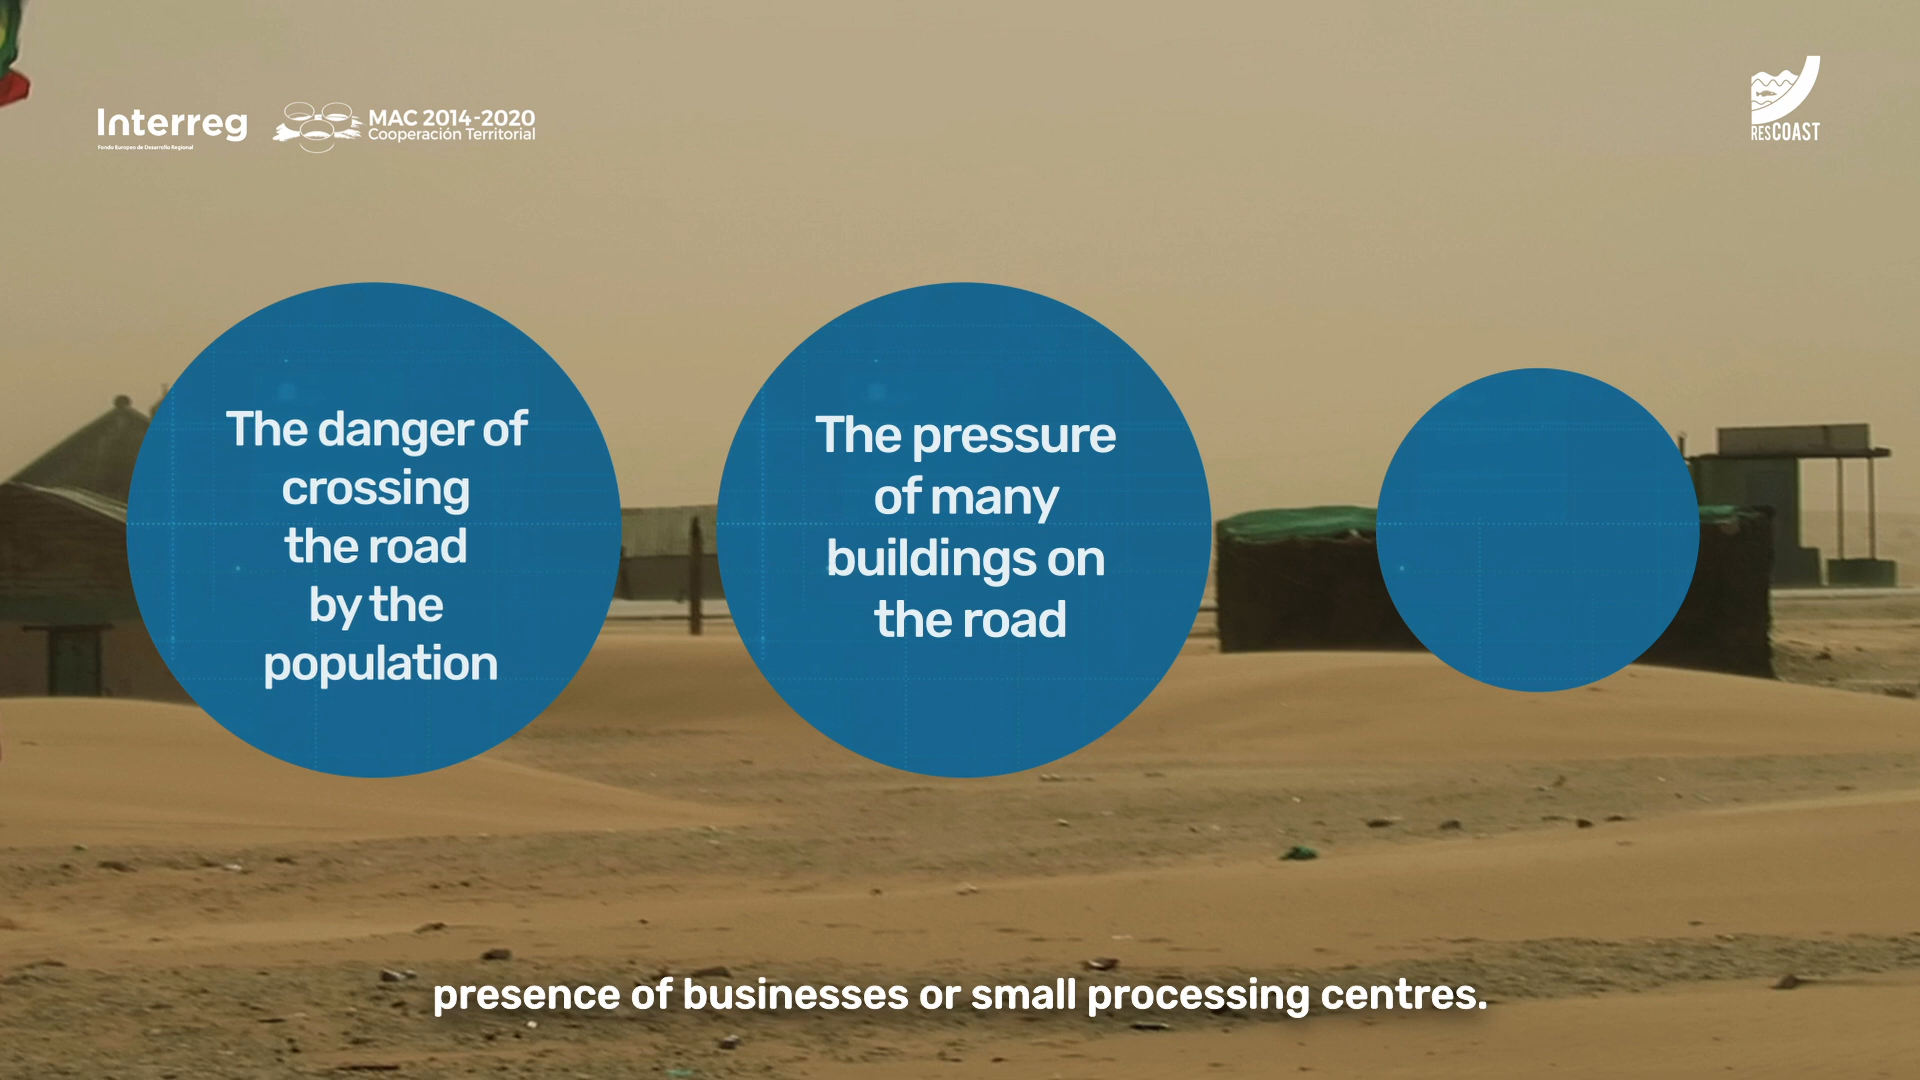 Interreg
Fondo Europeo de Desarrollo Regional
MAC 2014-2020
Cooperación Territorial
RESCOAST
The danger of
crossing
the road
by the
population
The pressure
of many
buildings on
the road
presence of businesses or small processing centres.